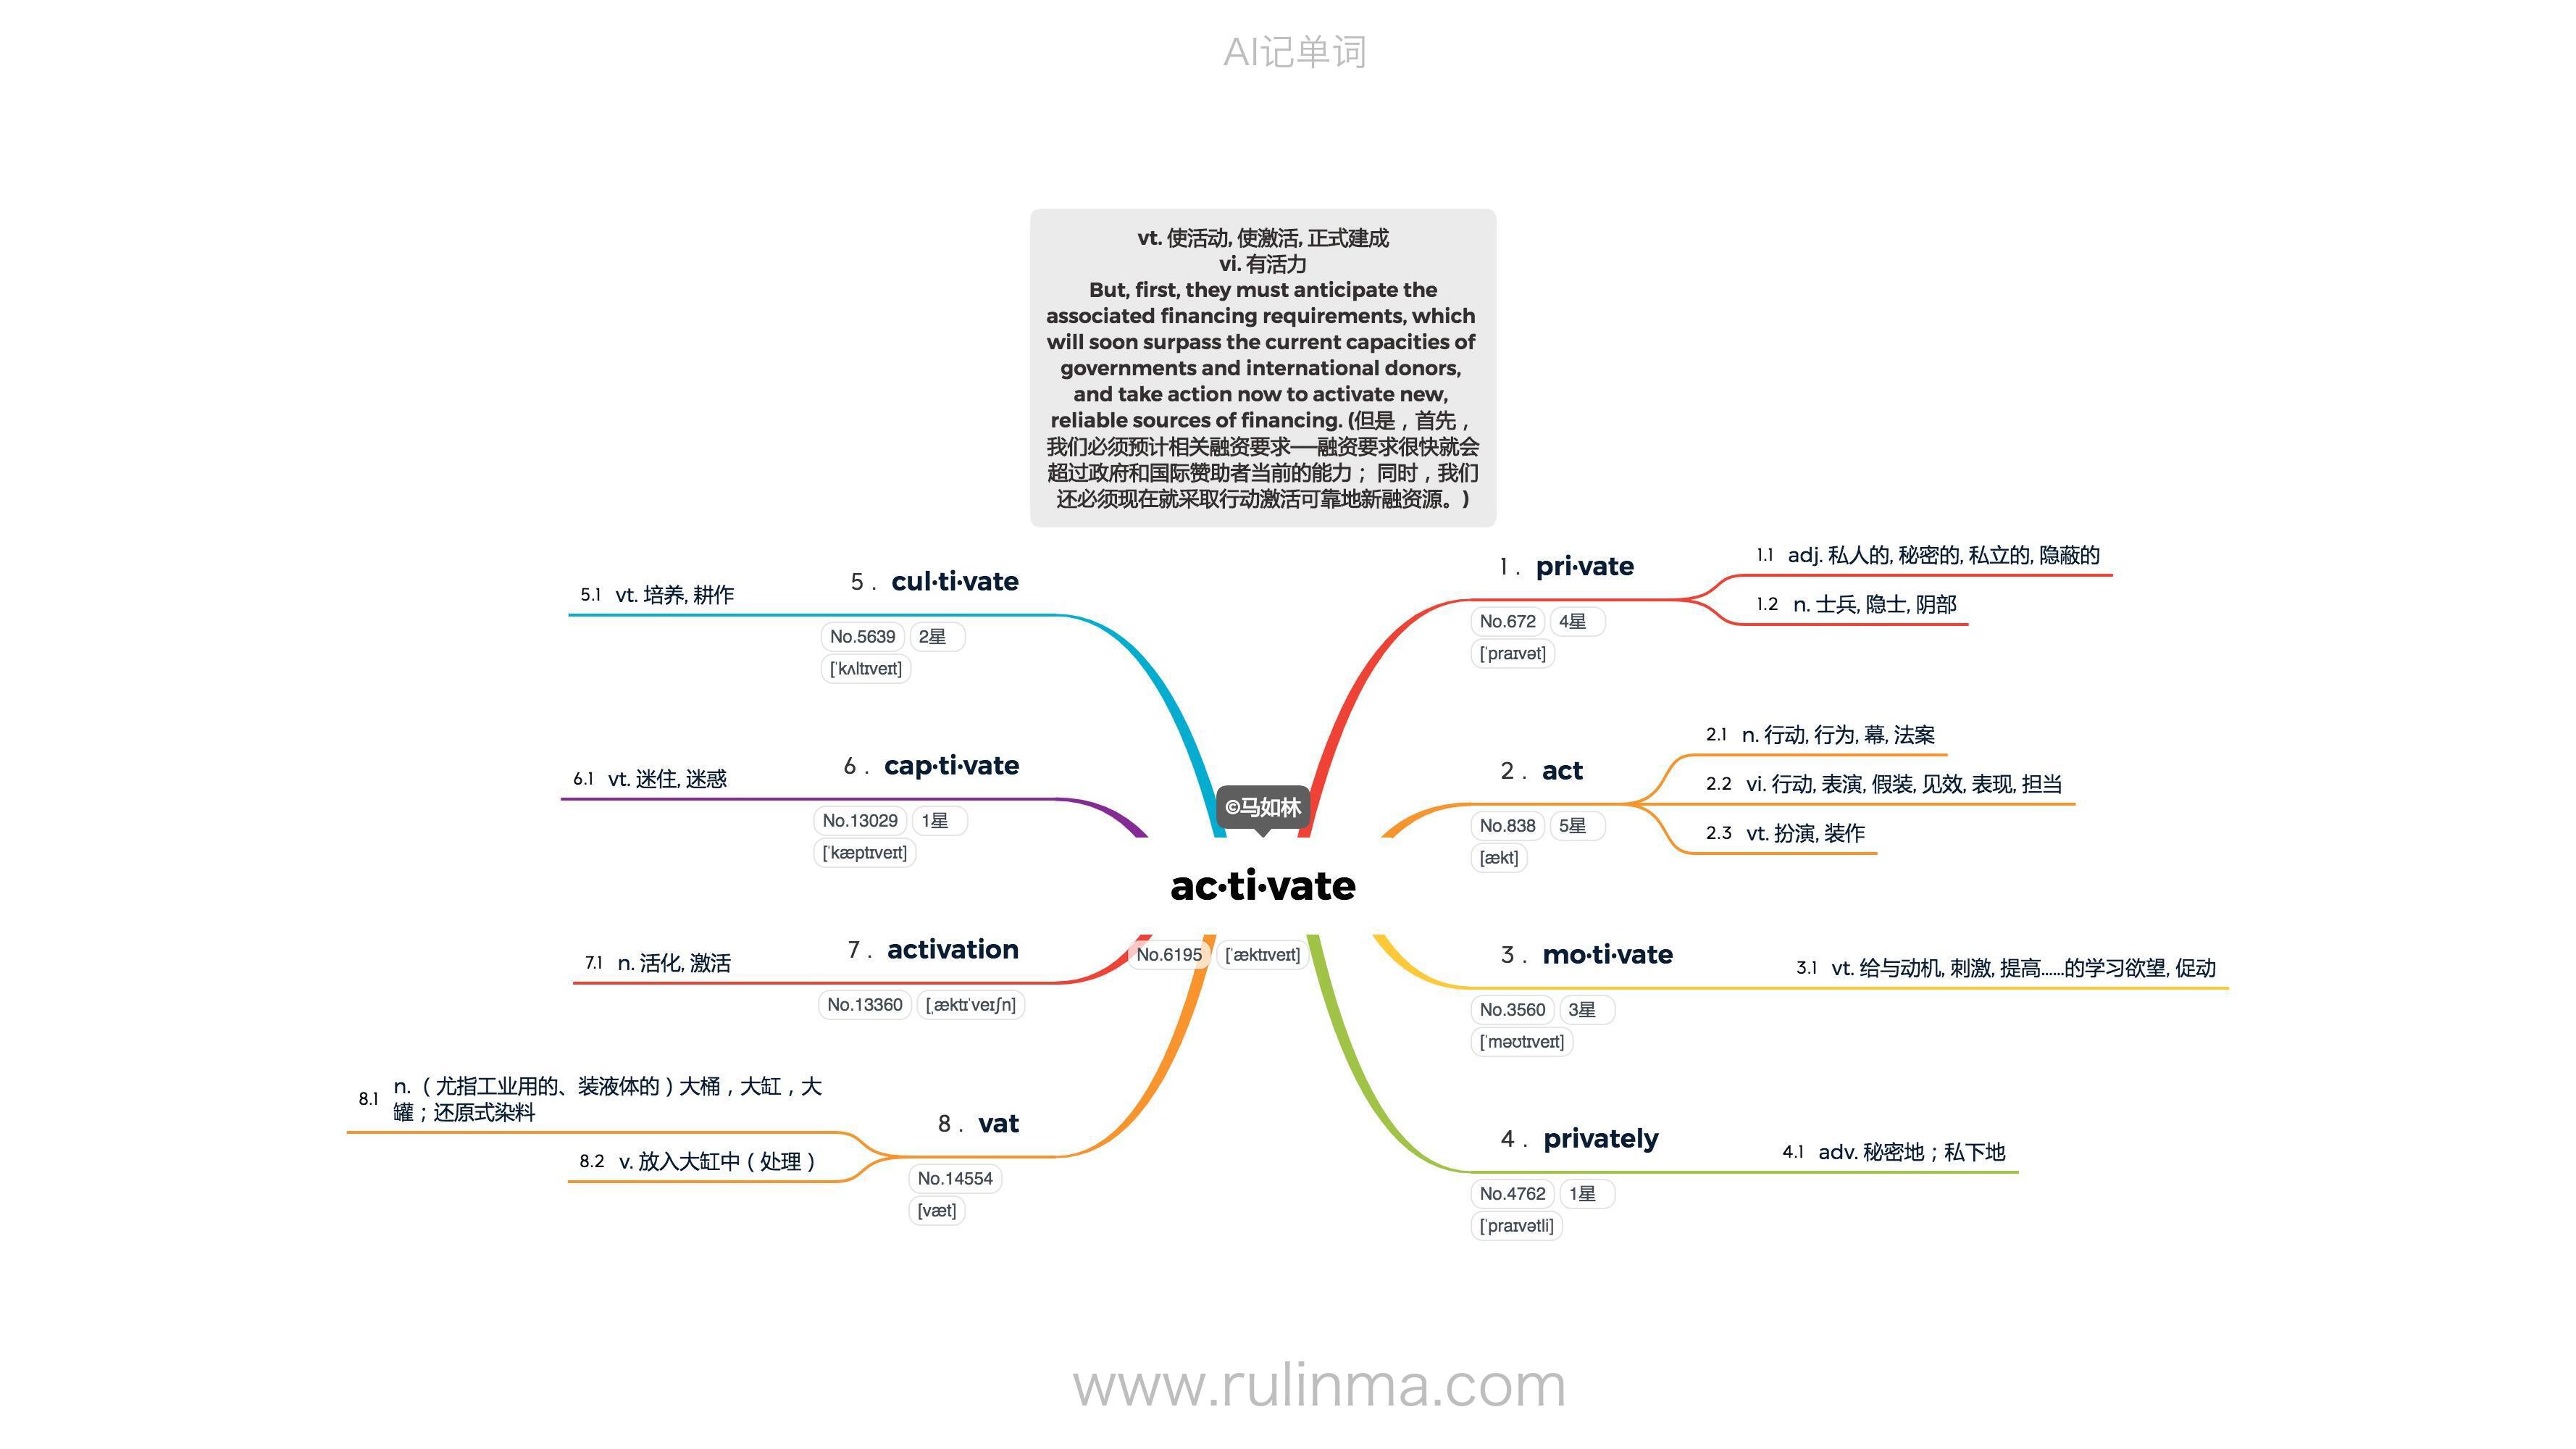 AI记单词
vt. 使活动, 使激活, 正式建成
vi. 有活力
But, first, they must anticipate the
associated financing requirements, which
will soon surpass the current capacities of
governments and international donors,
and take action now to activate new,
reliable sources of financing. (但是，首先，
我们必须预计相关融资要求──融资要求很快就会
超过政府和国际赞助者当前的能力； 同时，我们
还必须现在就采取行动激活可靠地新融资源。)
©马如林
ac·ti·vate
No.6195 [ˈæktɪveɪt]
1 . pri·vate
No.672 4星
[ˈpraɪvət]
1.1 adj. 私人的, 秘密的, 私立的, 隐蔽的
1.2 n. 士兵, 隐士, 阴部
2 . act
No.838 5星
[ækt]
2.1 n. 行动, 行为, 幕, 法案
2.2 vi. 行动, 表演, 假装, 见效, 表现, 担当
2.3 vt. 扮演, 装作
3 . mo·ti·vate
No.3560 3星
[ˈməʊtɪveɪt]
3.1 vt. 给与动机, 刺激, 提高……的学习欲望, 促动
4 . privately
No.4762 1星
[ˈpraɪvətli]
4.1 adv. 秘密地；私下地
5 . cul·ti·vate
No.5639 2星
[ˈkʌltɪveɪt]
5.1 vt. 培养, 耕作
6 . cap·ti·vate
No.13029 1星
[ˈkæptɪveɪt]
6.1 vt. 迷住, 迷惑
7 . activation
No.13360 [ˌæktɪˈveɪʃn]
7.1 n. 活化, 激活
8 . vat
No.14554
[væt]
8.1 n.（尤指工业用的、装液体的）大桶，大缸，大
罐；还原式染料
8.2 v. 放入大缸中（处理）
www.rulinma.com